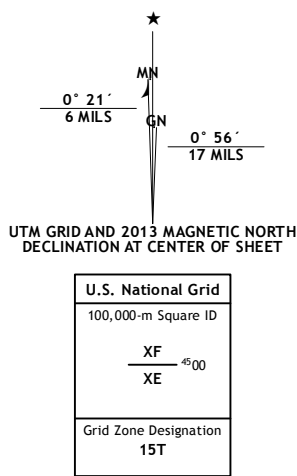 ★
MN
0° 21´
6 MILS
GN
0° 56´
17 MILS
UTM GRID AND 2013 MAGNETIC NORTH
DECLINATION AT CENTER OF SHEET
U.S. National Grid
100,000-m Square ID
XF
4500
XE
Grid Zone Designation
15T